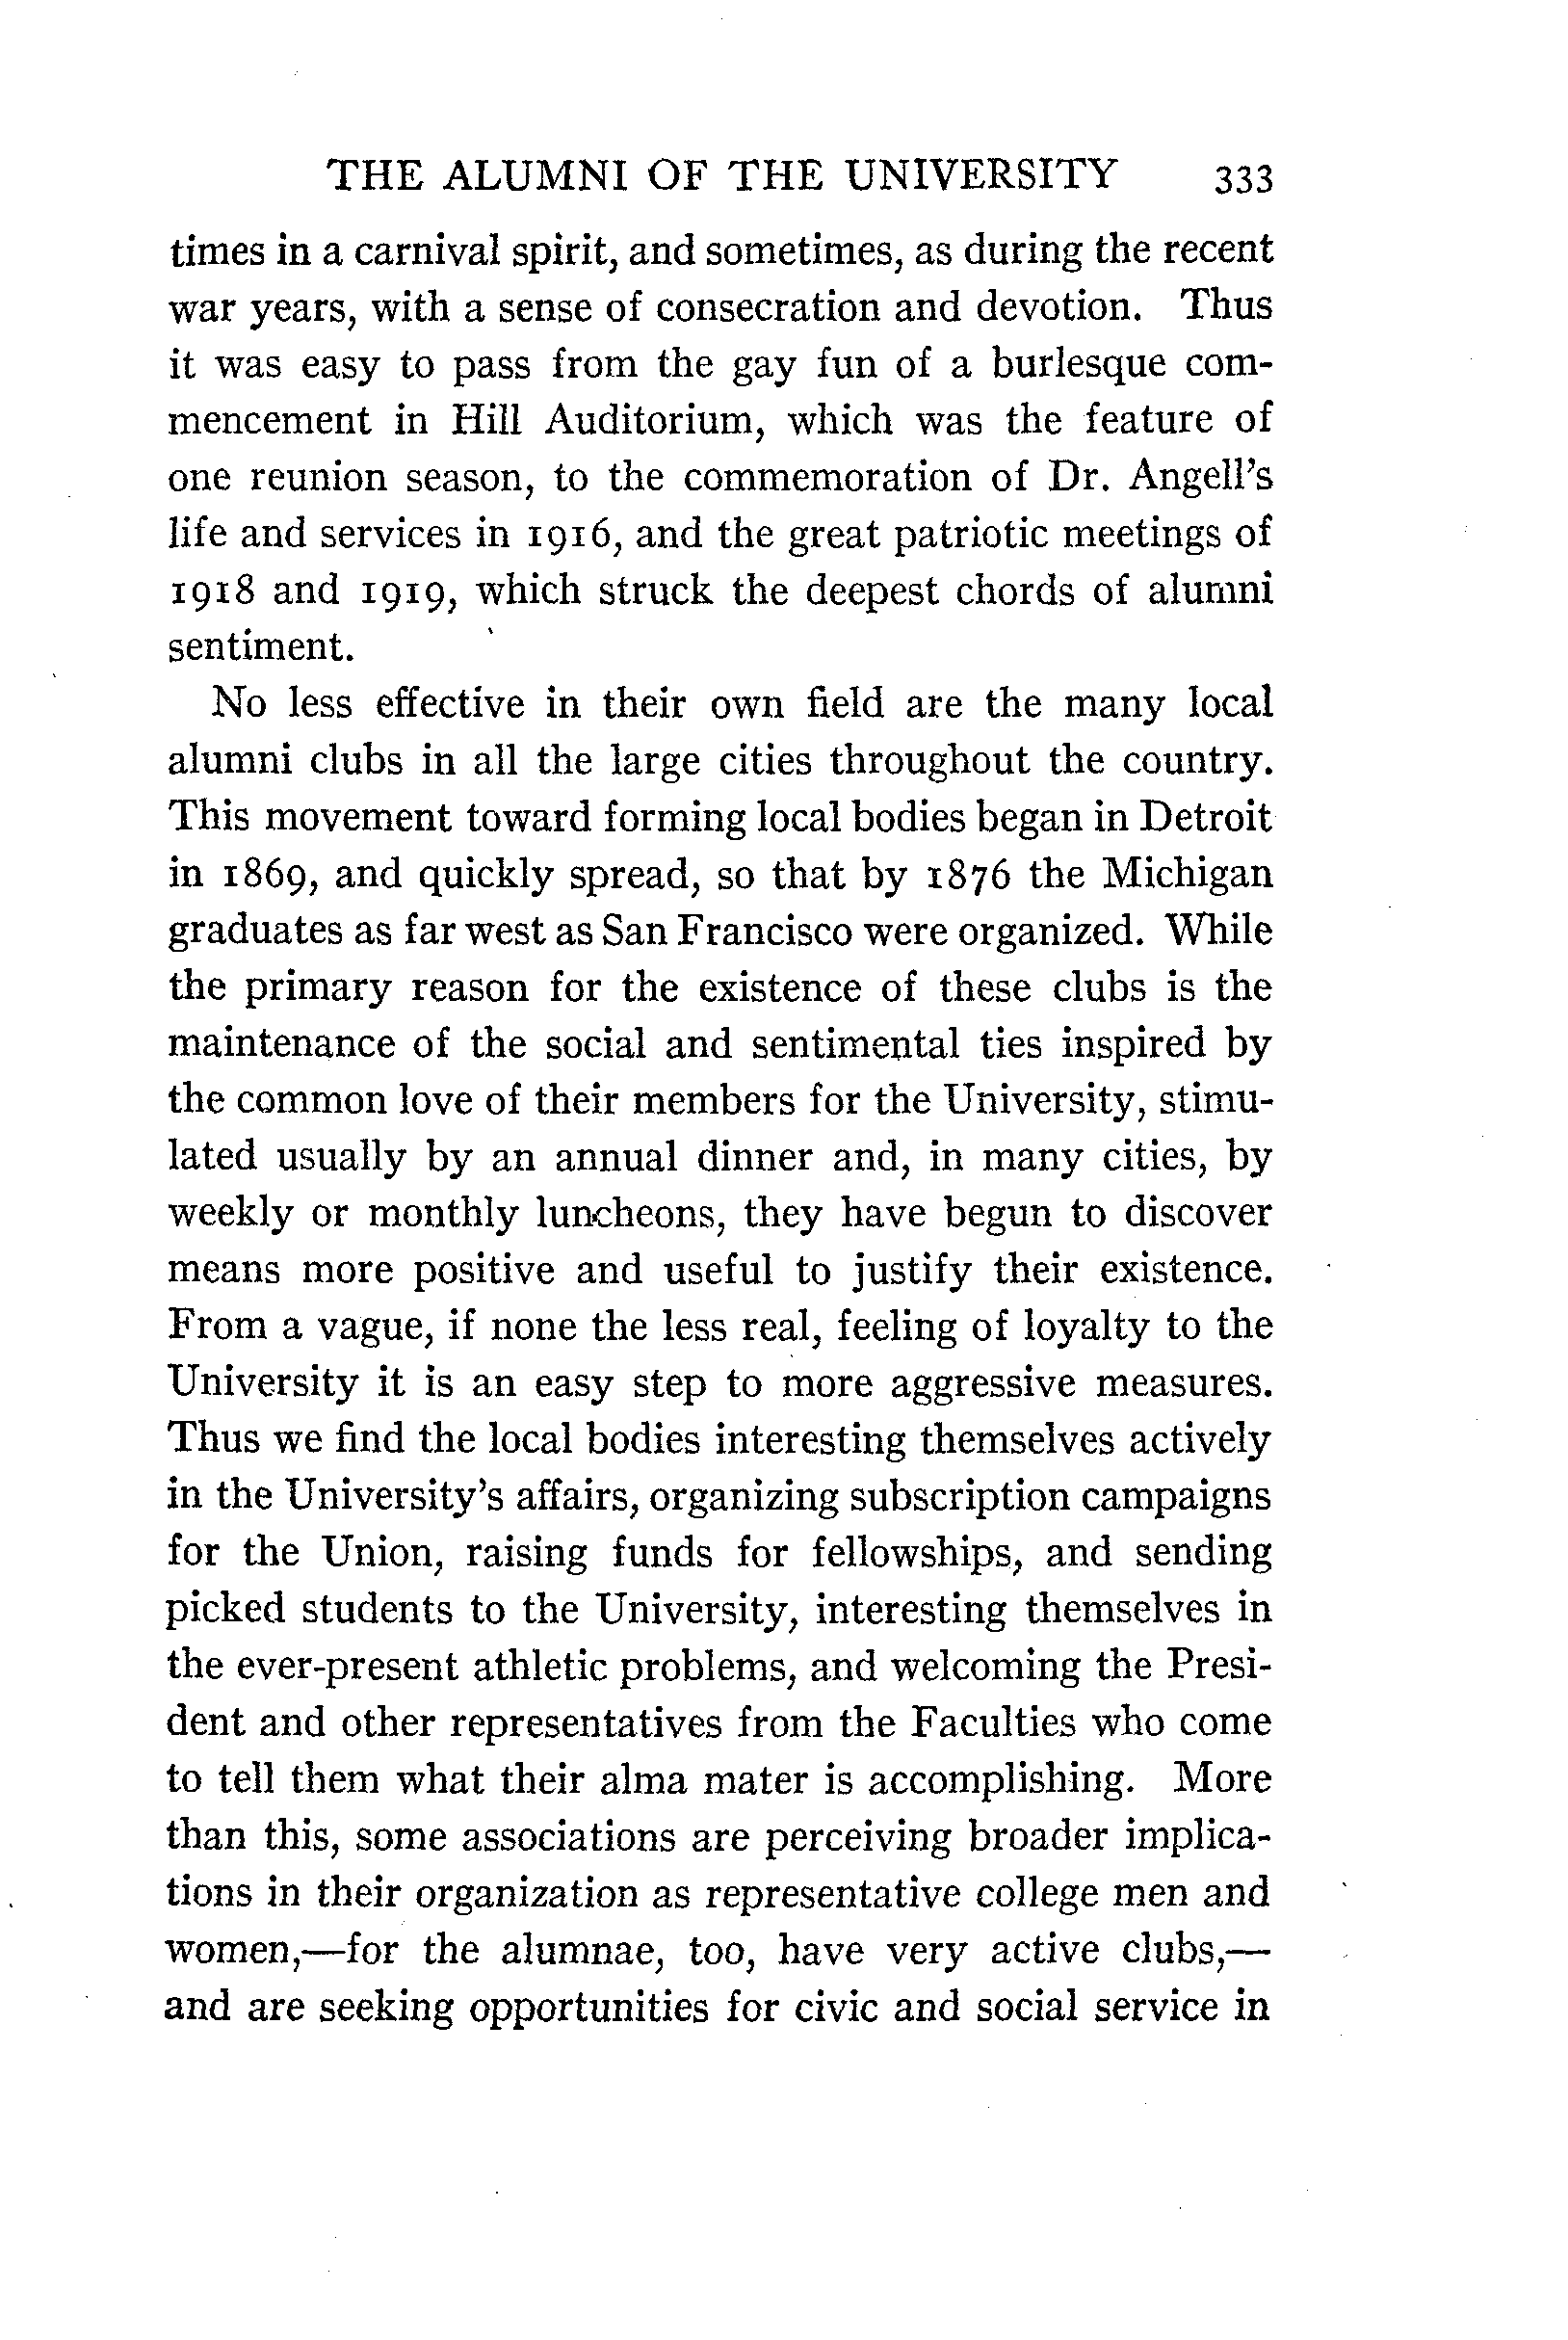 THE ALUMNI OF THE UNIVERSITY 333
times in a carnival spirit, and sometimes, as during the recent
war years, with a sense of consecration and devotion. Thus
it was easy to pass from the gay fun of a burlesque com-
mencement in Hill Auditorium, which was the feature of
one reunion season, to the commemoration of Dr. Angell's
life and services in 1916, and the great patriotic meetings of
1918 and 1919, which struck the deepest chords of alumni
sentiment.
No less effective in their own field are the many local
alumni clubs in all the large cities throughout the country.
This movement toward forming local bodies began in Detroit
in 1869, and quickly spread, so that by 1876 the Michigan
graduates as far west as San Francisco were organized. While
the primary reason for the existence of these clubs is the
maintenance of the social and sentimental ties inspired by
the common love of their members for the University, stimu-
lated usually by an annual dinner and, in many cities, by
weekly or monthly luncheons, they have begun to discover
means more positive and useful to justify their existence.
From a vague, if none the less real, feeling of loyalty to the
University it is an easy step to more aggressive measures.
Thus we find the local bodies interesting themselves actively
in the University's affairs, organizing subscription campaigns
for the Union, raising funds for fellowships, and sending
picked students to the University, interesting themselves in
the ever-present athletic problems, and welcoming the Presi-
dent and other representatives from the Faculties who come
to tell them what their alma mater is accomplishing. More
than this, some associations are perceiving broader implica-
tions in their organization as representative college men and
women,—for the alumnae, too, have very active clubs,—
and are seeking opportunities for civic and social service in